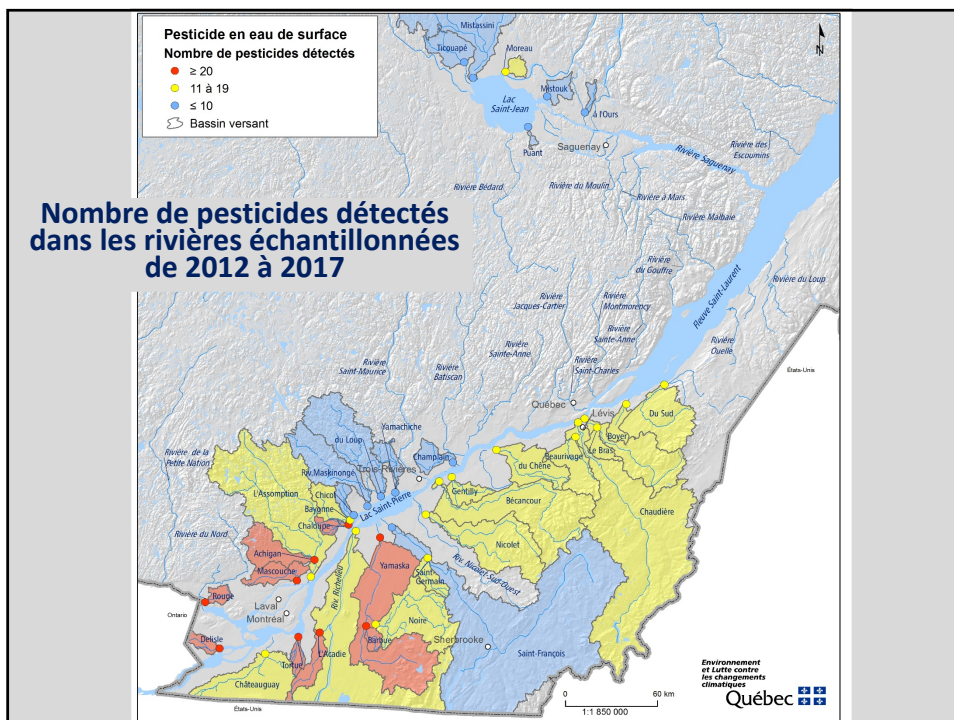 Pesticide en eau de surface
Nombre de pesticides détectés
≥ 20
11 à 19
≤ 10
Bassin versant
Nombre de pesticides détectés
dans les rivières échantillonnées
de 2012 à 2017
N
Mistassini
Ticouapé
Moreau
Mistouk
Lac
Saint-Jean
à l'Ours
Puant
Saguenay
Rivière Saguenay
Rivière des
Escoumins
Rivière Bédard
Rivière du Moulin
Rivière à Mars
Rivière Malbaie
Rivière
du Gouffre
Rivière du Loup
Rivière
Jacques-Cartier
Rivière
Montmorency
Fleuve Saint-Laurent
Rivière
Sainte-Anne
Rivière
Ouelle
Rivière
Sainte-Anne
Rivière
Saint-Maurice
Rivière
Batiscan
Rivière
Saint-Charles
États-Unis
Québec
Lévis
Du Sud
Boyer
Le Bras
Beaurivage
du Chêne
Yamachiche
du Loup
Champlain
Trois-Rivières
Riv. Maskinongé
Rivière de la
Petite Nation
L'Assomption
Chicot
Bayonne
Chaloupe
Lac Saint-Pierre
Gentilly
Bécancour
Chaudière
Nicolet
Rivière du Nord
Achigan
Mascouche
Riv. Nicolet-Sud-Ouest
Yamaska
Saint
Germain
Riv. Richelieu
Rouge
Laval
Montréal
Ontario
Noire
Barbue
Sherbrooke
Saint-François
Delisle
L'Acadie
Tortue
Châteauguay
États-Unis
0
60 km
1:1 850 000
Environnement
et Lutte contre
les changements
climatiques
Québec